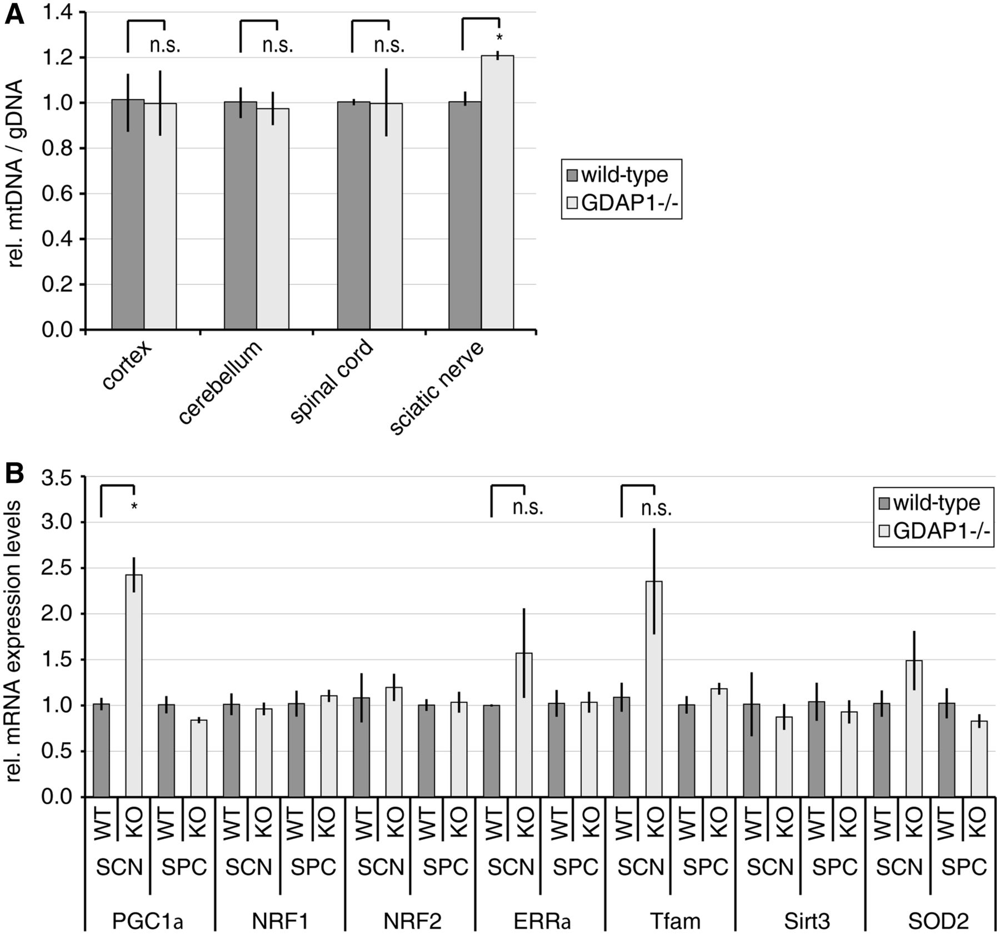 A
rel. mtDNA / gDNA
1.4
1.2
1.0
0.8
0.6
0.4
0.2
0.0
n.s.
n.s.
n.s.
*
cortex
cerebellum
spinal cord
sciatic nerve
wild-type
GDAP1-/-
B
rel. mRNA expression levels
3.5
3.0
2.5
2.0
1.5
1.0
0.5
0.0
*
n.s.
n.s.
wild-type
GDAP1-/-
WT KO WT KO WT KO WT KO WT KO WT KO WT KO WT KO WT KO WT KO WT KO WT KO WT KO WT KO
SCN SPC SCN SPC SCN SPC SCN SPC SCN SPC SCN SPC SCN SPC
PGC1a NRF1 NRF2 ERRa Tfam Sirt3 SOD2